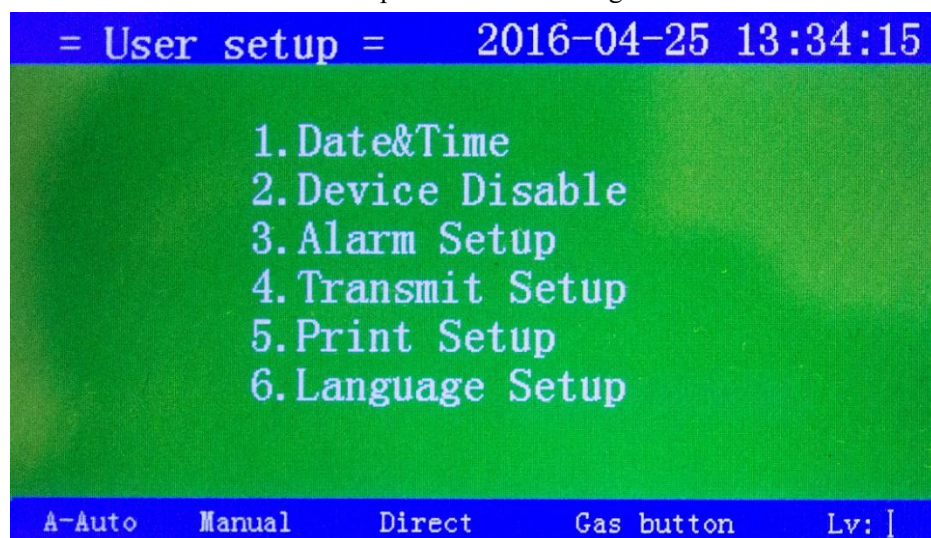 = User setup = 2016-04-25 13:34:15
1.Date&Time
2.Device Disable
3.Alarm Setup
4.Transmit Setup
5.Print Setup
6.Language Setup
A-Auto Manual Direct Gas button Lv: